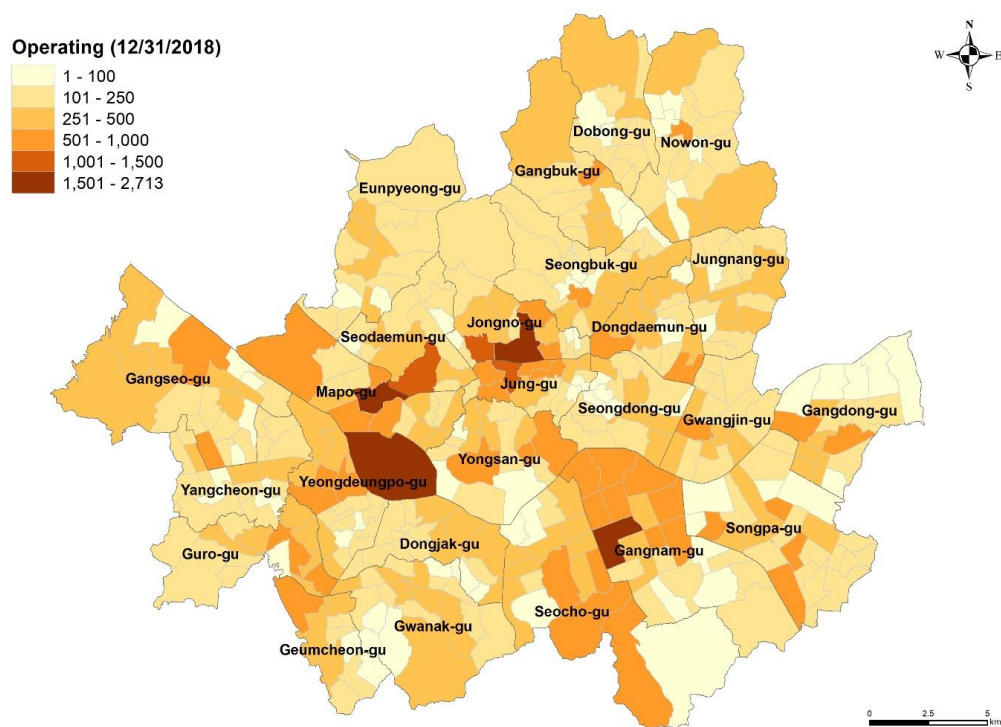 Operating (12/31/2018)
1 - 100
101 - 250
251 - 500
501 - 1,000
1,001 - 1,500
1,501 - 2,713
N
W
E
S
Dobong-gu
Nowon-gu
Gangbuk-gu
Eunpyeong-gu
Seongbuk-gu
Jungnang-gu
Jongno-gu
Dongdaemun-gu
Seodaemun-gu
Gangseo-gu
Mapo-gu
Jung-gu
Seongdong-gu
Gwangjin-gu
Gangdong-gu
Yongsan-gu
Yeongdeungpo-gu
Yangcheon-gu
Songpa-gu
Guro-gu
Dongjak-gu
Gangnam-gu
Seocho-gu
Gwanak-gu
Geumcheon-gu
0 2.5 5
km